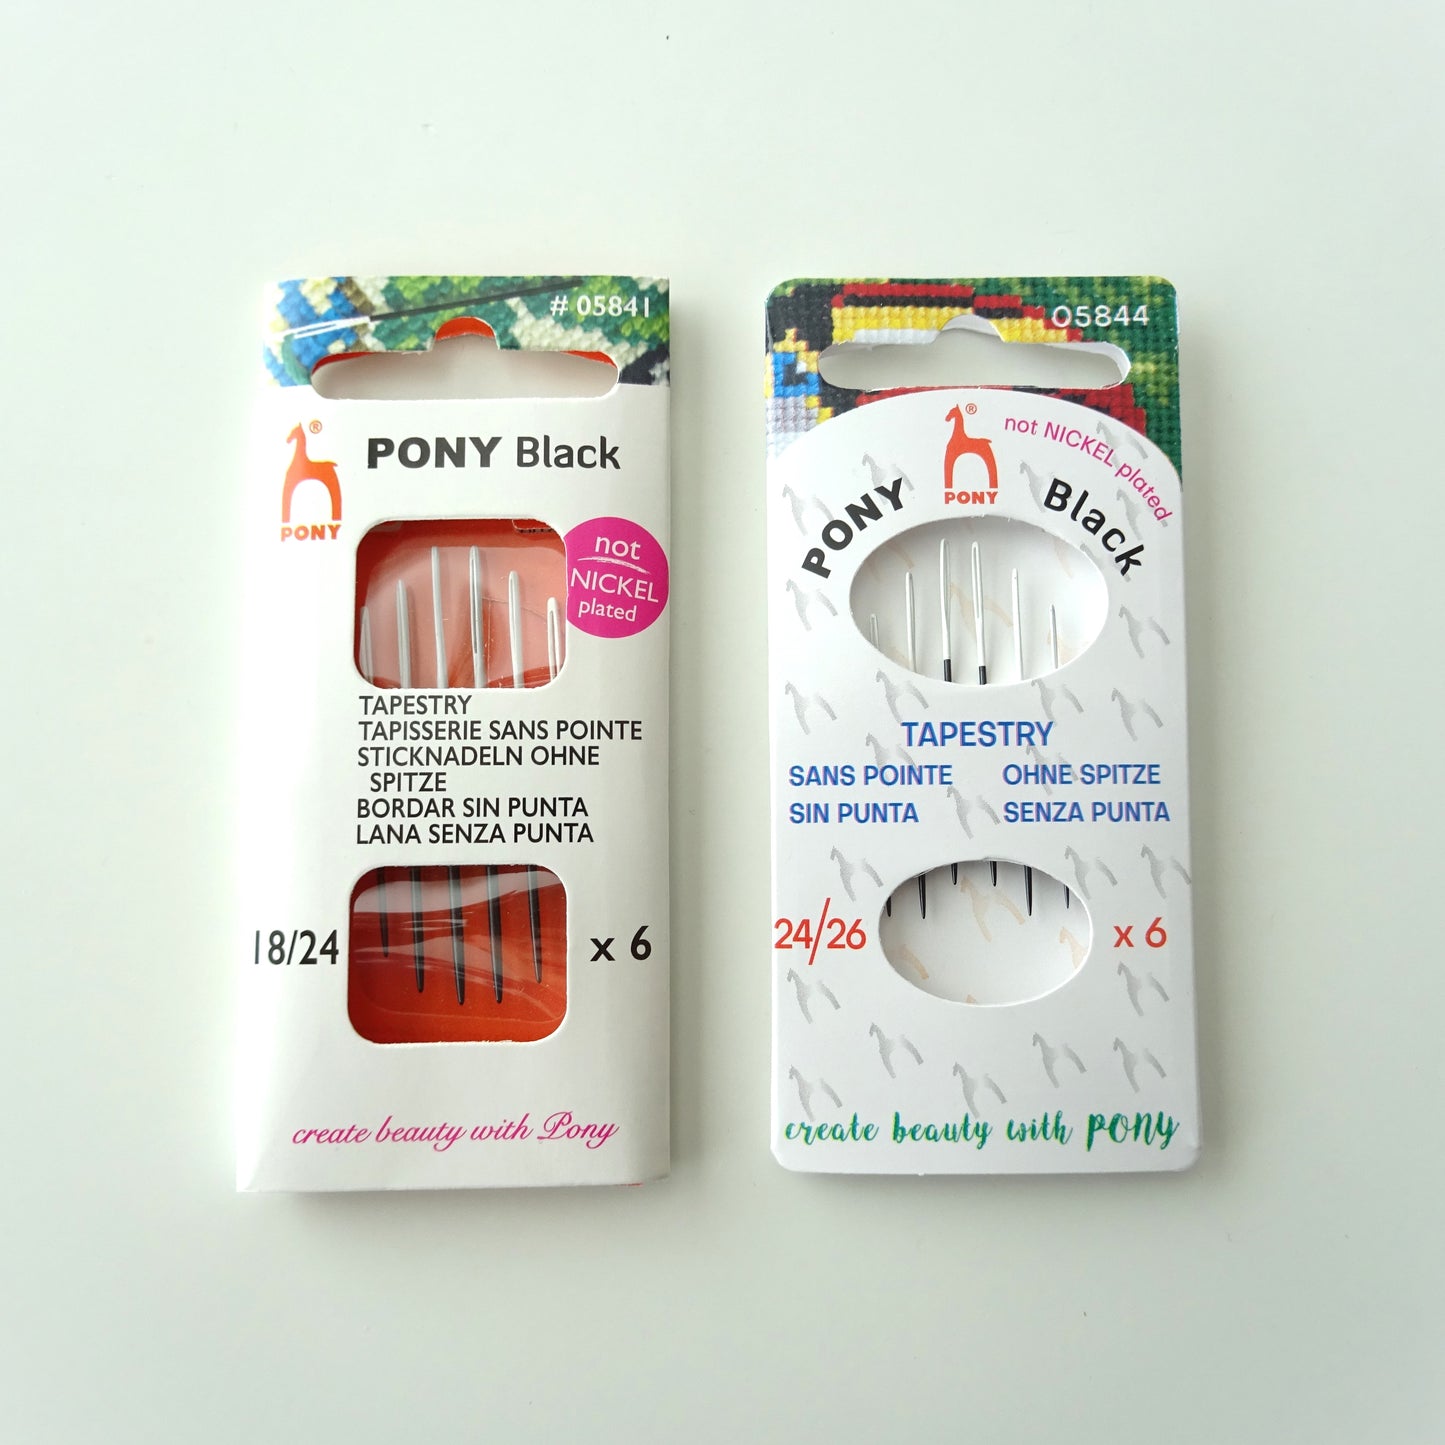 # 05841
®
PONY
PONY Black
not
NICKEL
plated
TAPESTRY
TAPISSERIE SANS POINTE
STICKNADELN OHNE
SPITZE
BORDAR SIN PUNTA
LANA SENZA PUNTA
18/24
x 6
create beauty with Pony
05844
®
PONY
not NICKEL plated
PONY Black
TAPESTRY
SANS POINTE OHNE SPITZE
SIN PUNTA SENZA PUNTA
24/26
x 6
create beauty with PONY